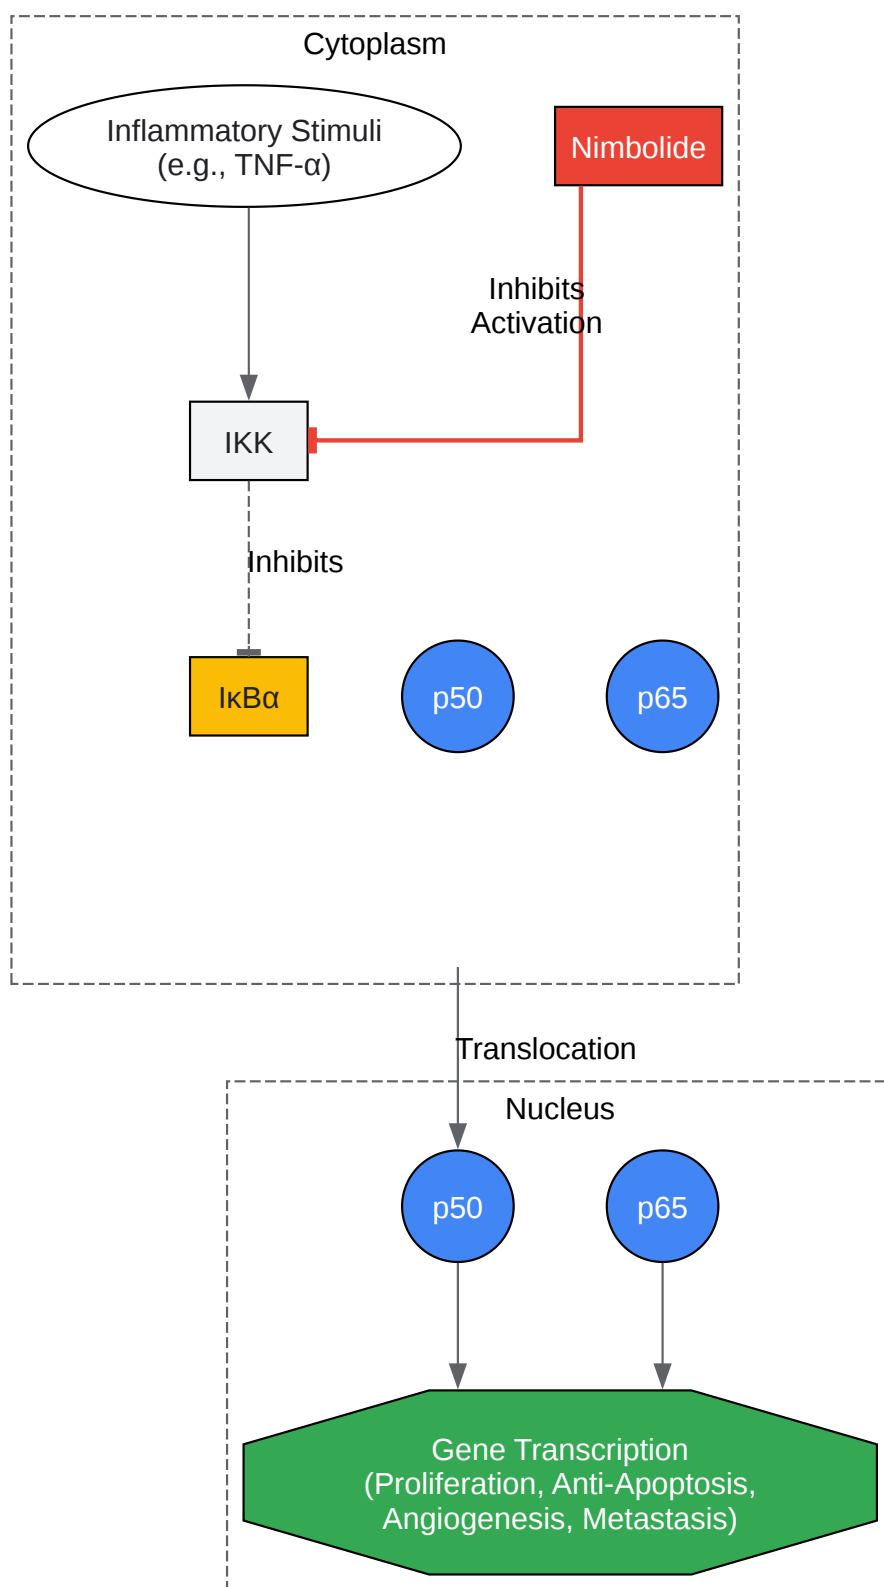 Cytoplasm
Inflammatory Stimuli
(e.g., TNF-α)
Nimbolide
Inhibits
Activation
IKK
Inhibits
IκBα
p50
p65
Translocation
Nucleus
p50
p65
Gene Transcription
(Proliferation, Anti-Apoptosis,
Angiogenesis, Metastasis)